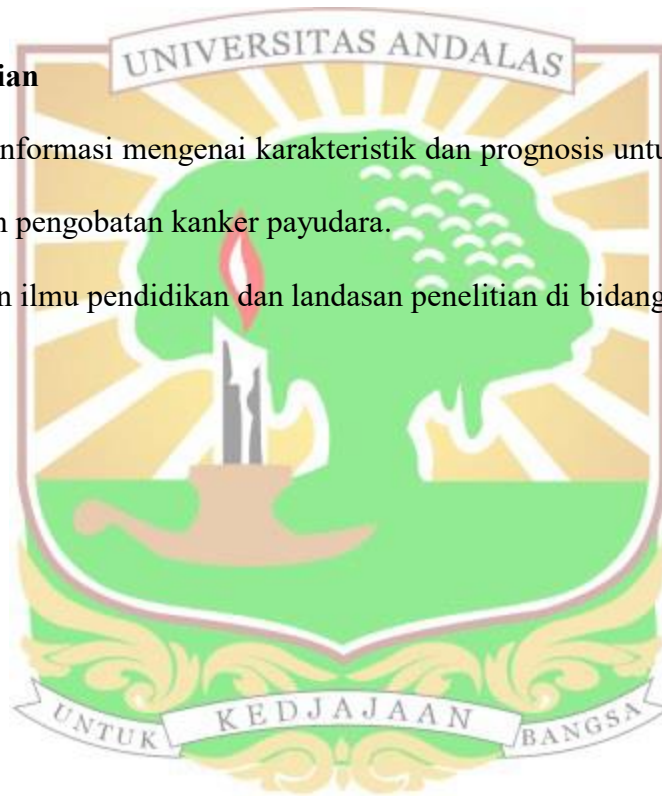 UNIVERSITAS ANDALAS
ian
nformasi mengenai karakteristik dan prognosis untu
n pengobatan kanker payudara.
n ilmu pendidikan dan landasan penelitian di bidang
UNTUK KEDJAJAAN BANGSA